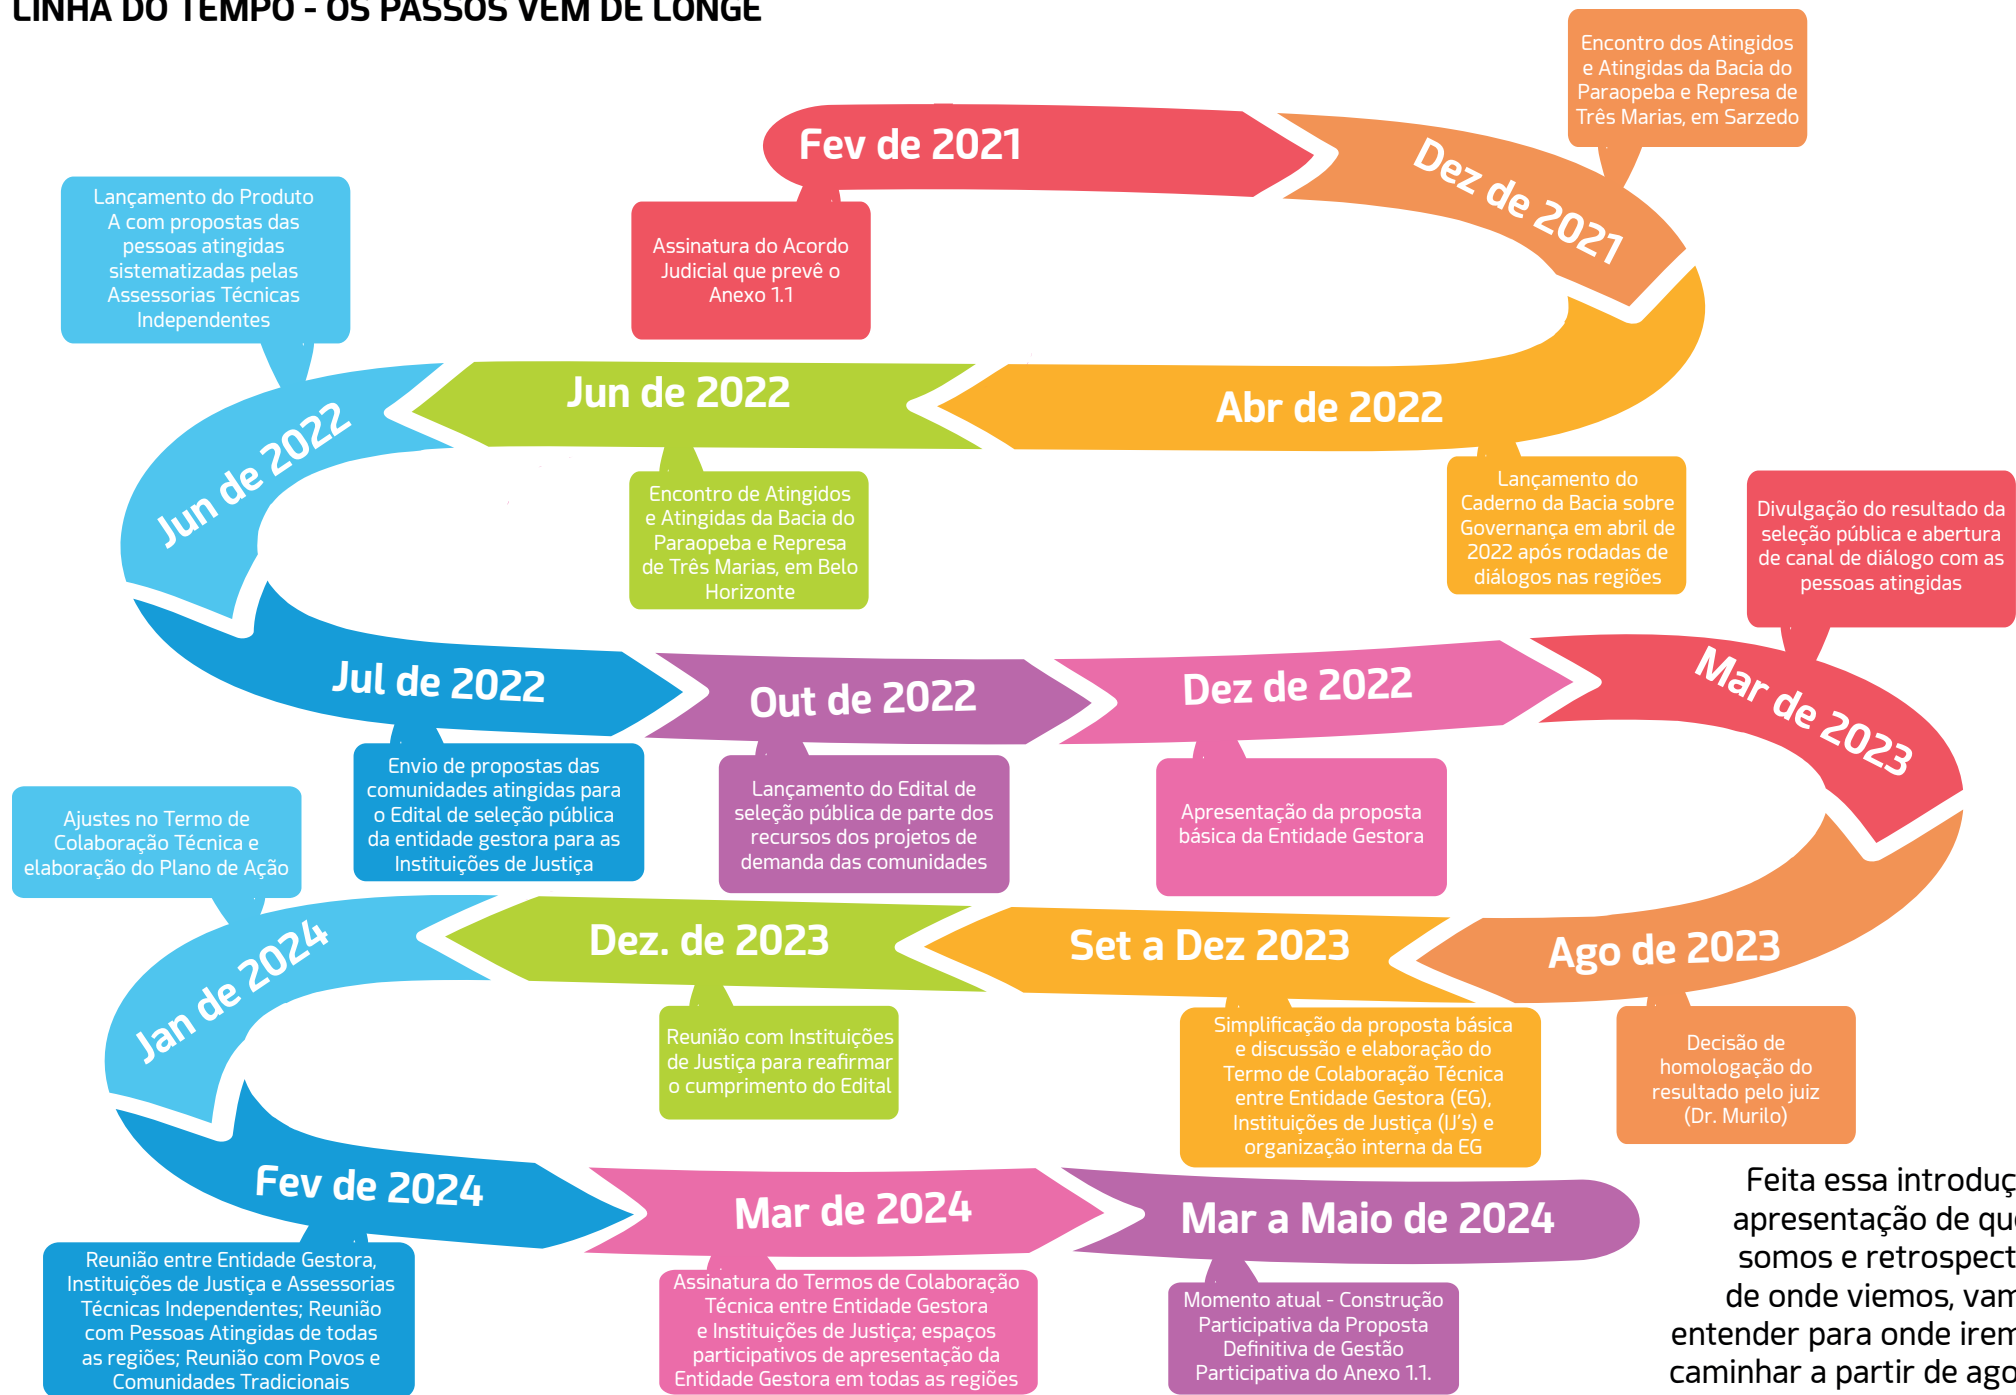 LINHA DO TEMPO - OS PASSOS VÊM DE LONGE
Fev de 2021
Assinatura do Acordo
Judicial que prevê o
Anexo 1.1
Dez de 2021
Encontro dos Atingidos
e Atingidas da Bacia do
Paraopeba e Represa de
Três Marias, em Sarzedo
Abr de 2022
Lançamento do
Caderno da Bacia sobre
Governança em abril de
2022 após rodadas de
diálogos nas regiões
Jun de 2022
Encontro de Atingidos
e Atingidas da Bacia do
Paraopeba e Represa
de Três Marias, em Belo
Horizonte
Jun de 2022
Lançamento do Produto
A com propostas das
pessoas atingidas
sistematizadas pelas
Assessorias Técnicas
Independentes
Jul de 2022
Envio de propostas das
comunidades atingidas para
o Edital de seleção pública
da entidade gestora para as
Instituições de Justiça
Out de 2022
Lançamento do Edital de
seleção pública de parte dos
recursos dos projetos de
demanda das comunidades
Dez de 2022
Apresentação da proposta
básica da Entidade Gestora
Mar de 2023
Divulgação do resultado da
seleção pública e abertura
de canal de diálogo com as
pessoas atingidas
Ago de 2023
Decisão de
homologação do
resultado pelo juiz
(Dr. Murilo)
Set a Dez 2023
Simplificação da proposta básica
e discussão e elaboração do
Termo de Colaboração Técnica
entre Entidade Gestora (EG),
Instituições de Justiça (IJ's) e
organização interna da EG
Dez. de 2023
Reunião com Instituições
de Justiça para reafirmar
o cumprimento do Edital
Jan de 2024
Ajustes no Termo de
Colaboração Técnica e
elaboração do Plano de Ação
Fev de 2024
Reunião entre Entidade Gestora,
Instituições de Justiça e Assessorias
Técnicas Independentes; Reunião
com Pessoas Atingidas de todas
as regiões; Reunião com Povos e
Comunidades Tradicionais
Mar de 2024
Assinatura do Termos de Colaboração
Técnica entre Entidade Gestora
e Instituições de Justiça; espaços
participativos de apresentação da
Entidade Gestora em todas as regiões
Mar a Maio de 2024
Momento atual - Construção
Participativa da Proposta
Definitiva de Gestão
Participativa do Anexo 1.1.
Feita essa
apresentação de
somos e
de onde viemos,
entender para onde
caminhar a partir de